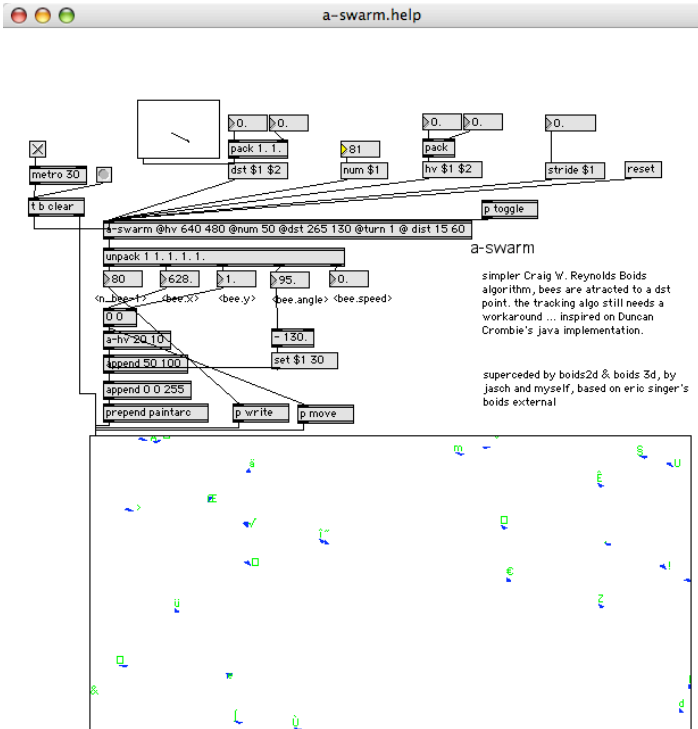 a-swarm.help
0. 0. 0. 0. 0.
pack 1. 1. 81 pack
metro 30 dst $1 $2 num $1 hv $1 $2 stride $1 reset
t b clear p toggle
a-swarm @hv 640 480 @num 50 @dst 265 130 @turn 1 @ dist 15 60
a-swarm
unpack 1 1. 1. 1. 1.
80 628. 1. 95. 0.
<n_bee-1> <bee.x> <bee.y> <bee.angle> <bee.speed>
simpler Craig W. Reynolds Boids
algorithm, bees are atracted to a dst
point. the tracking algo still needs a
workaround ... inspired on Duncan
Crombie's java implementation.
0 0
a-hv 20 10 - 130.
append 50 100 set $1 30
superceded by boids2d & boids 3d, by
jasch and myself, based on eric singer's
boids external
append 0 0 255
prepend paintarc p write p move
m § U
ä Ê
Æ
>
√ î ˜
! 
€
ü Z
&
d
( ù